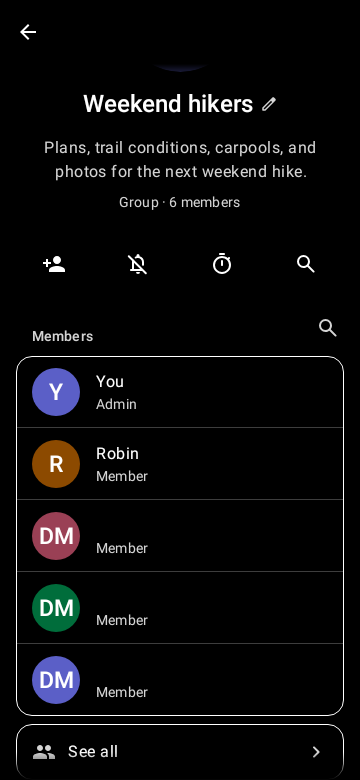 Weekend hikers
Plans, trail conditions, carpools, and
photos for the next weekend hike.
Group · 6 members
Members
Y
You
Admin
R
Robin
Member
DM
Member
DM
Member
DM
Member
See all